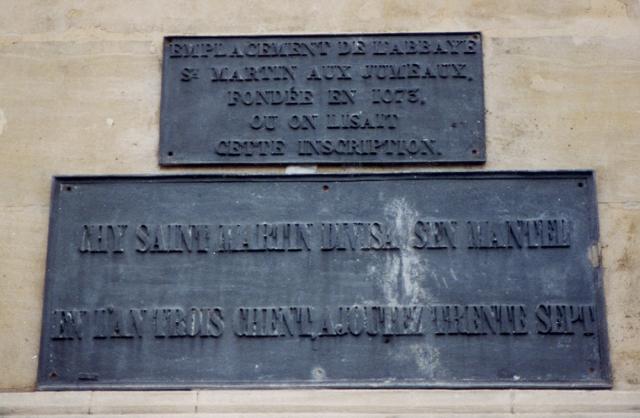 EMPLACEMENT DE L'ABBAYE
ST MARTIN AUX JUMEAUX,
FONDÉE EN 1073,
OU ON LISAIT
CETTE INSCRIPTION.
CHY SAINT MARTIN DIVISA SEN MANTEL
EN L'AN TROIS CHENT, AJOUTEZ TRENTE SEPT